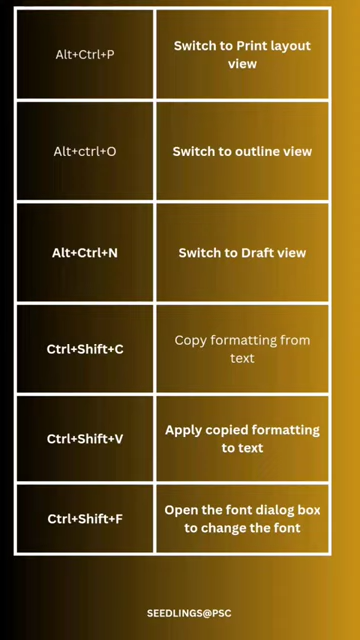 Alt+Ctrl+P
Switch to Print layout
view
Alt+ctrl+O
Switch to outline view
Alt+Ctrl+N
Switch to Draft view
Ctrl+Shift+C
Copy formatting from
text
Ctrl+Shift+V
Apply copied formatting
to text
Ctrl+Shift+F
Open the font dialog box
to change the font
SEEDLINGS@PSC